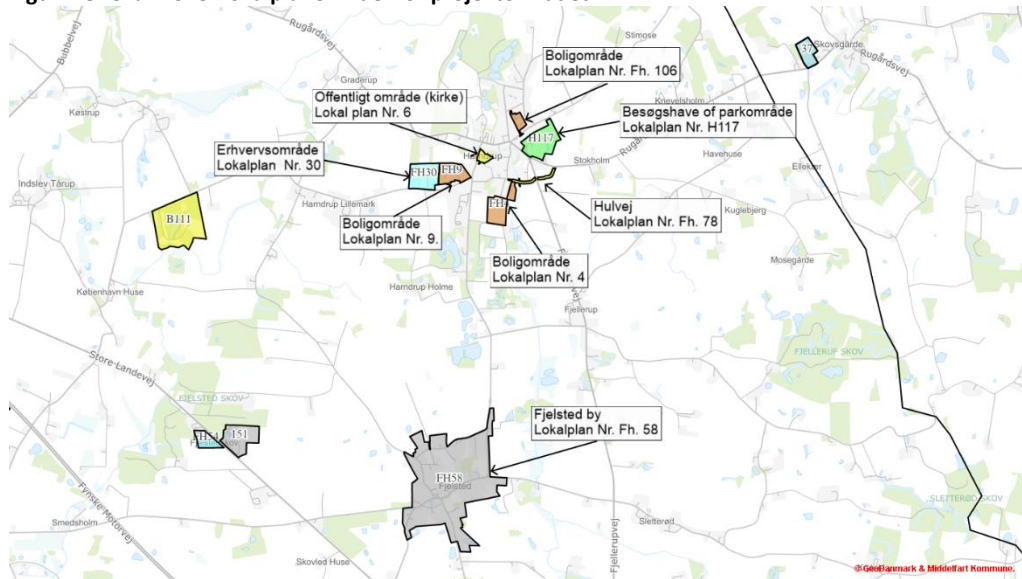 Bubbelvej
Rugårdsvej
Stimose
Skovsgårde
Rugårdsvej
37
Graderup
Boligområde
Lokalplan Nr. Fh. 106
Køstrup
Offentligt område (kirke)
Lokal plan Nr. 6
Knevelsholm
Besøgshave of parkområde
Lokalplan Nr. H117
H117
Erhvervsområde
Lokalplan Nr. 30
Stokholm
Havehuse
Ellekær
FH30
FH9
Indslev Tårup
Harndrup Lillemark
B111
Boligområde
Lokalplan Nr. 9.
Hulvej
Lokalplan Nr. Fh. 78
Kuglebjerg
Boligområde
Lokalplan Nr. 4
Mosegårde
København Huse
Harndrup Holme
Fjellerup
Store Landevej
FJELLERUP SKOV
FJELSTED SKOV
Fjelsted by
Lokalplan Nr. Fh. 58
151
FH58
Fjelsted
Fynske Motorvej
SLETTERØD SKOV
Smedsholm
Sletterød
Skovled Huse
Fjellerupvej
©GeoDanmark & Middelfart Kommune.